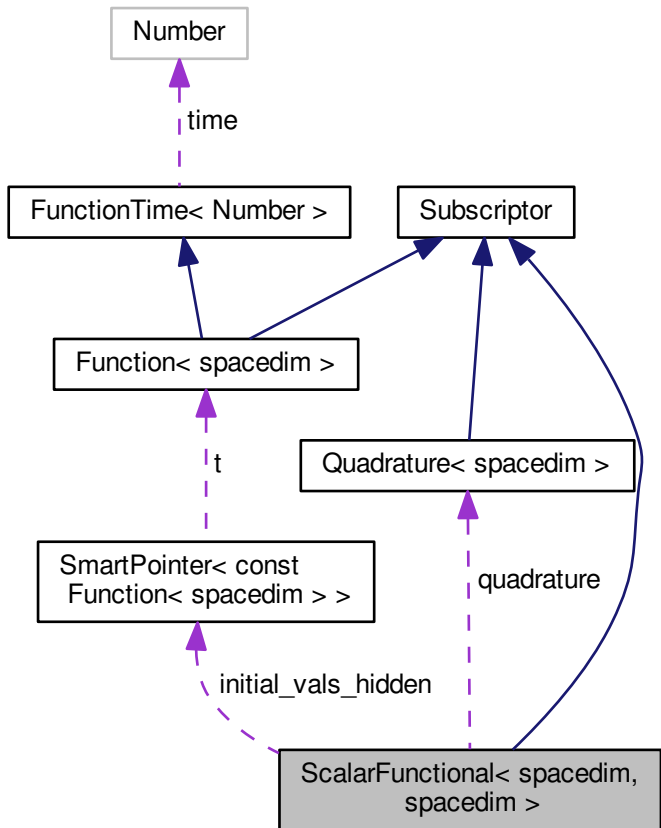 Number
time
FunctionTime< Number >
Subscriptor
Function< spacedim >
t
Quadrature< spacedim >
SmartPointer< const
Function< spacedim > >
quadrature
initial_vals_hidden
ScalarFunctional< spacedim,
spacedim >